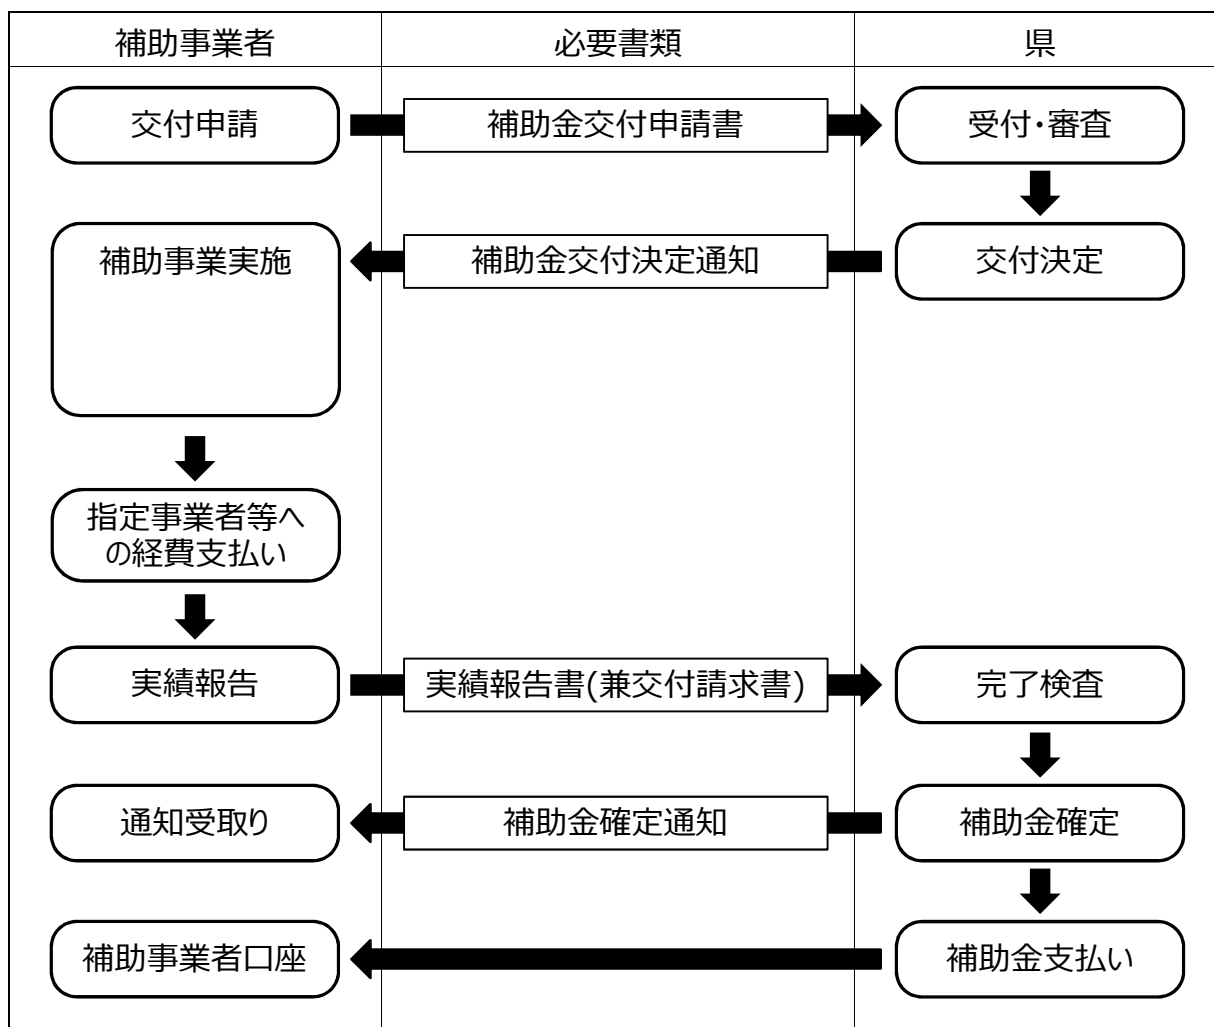 補助事業者
必要書類
県
交付申請
補助金交付申請書
受付・審査
補助事業実施
補助金交付決定通知
交付決定
指定事業者等へ
の経費支払い
実績報告
実績報告書(兼交付請求書)
完了検査
通知受取り
補助金確定通知
補助金確定
補助事業者口座
補助金支払い